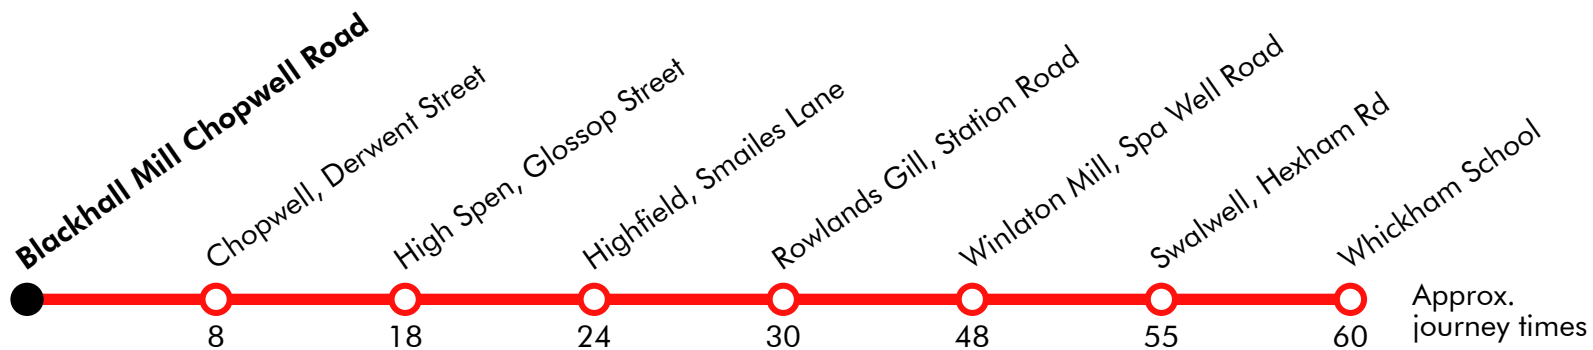 Blackhall Mill Chopwell Road
Chopwell, Derwent Street
High Spen, Glossop Street
Highfield, Smailes Lane
Rowlands Gill, Station Road
Winlaton Mill, Spa Well Road
Swalwell, Hexham Rd
Whickham School
8 18 24 30 48 55 60
Approx.
journey times